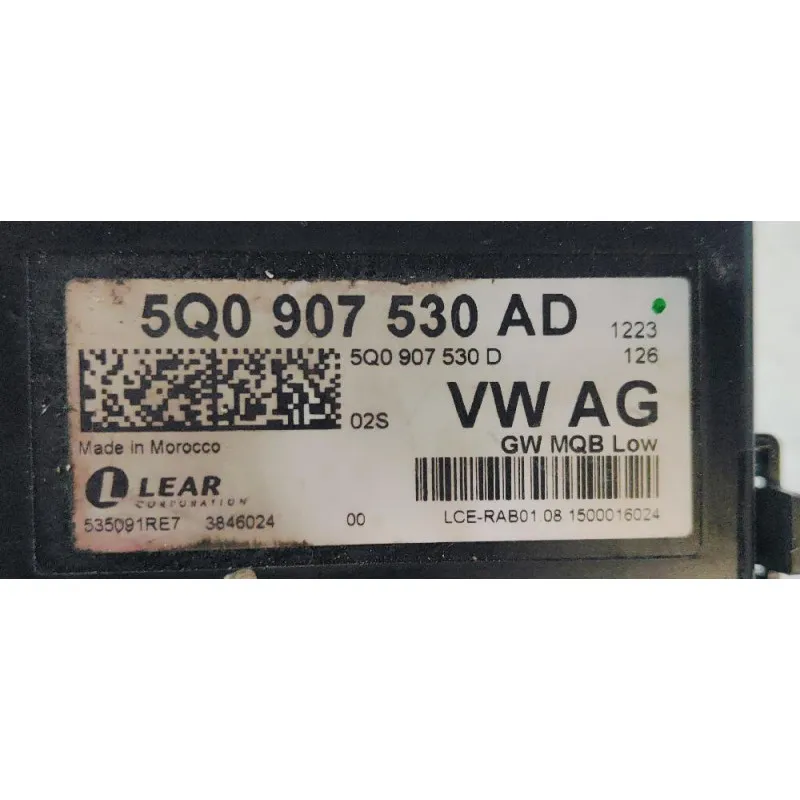 5Q0 907 530 AD 1223
5Q0 907 530 D 126
02S VW AG
Made in Morocco GW MQB Low
LEAR
CORPORATION
535091RE7 3846024 00 LCE-RAB01.08 1500016024